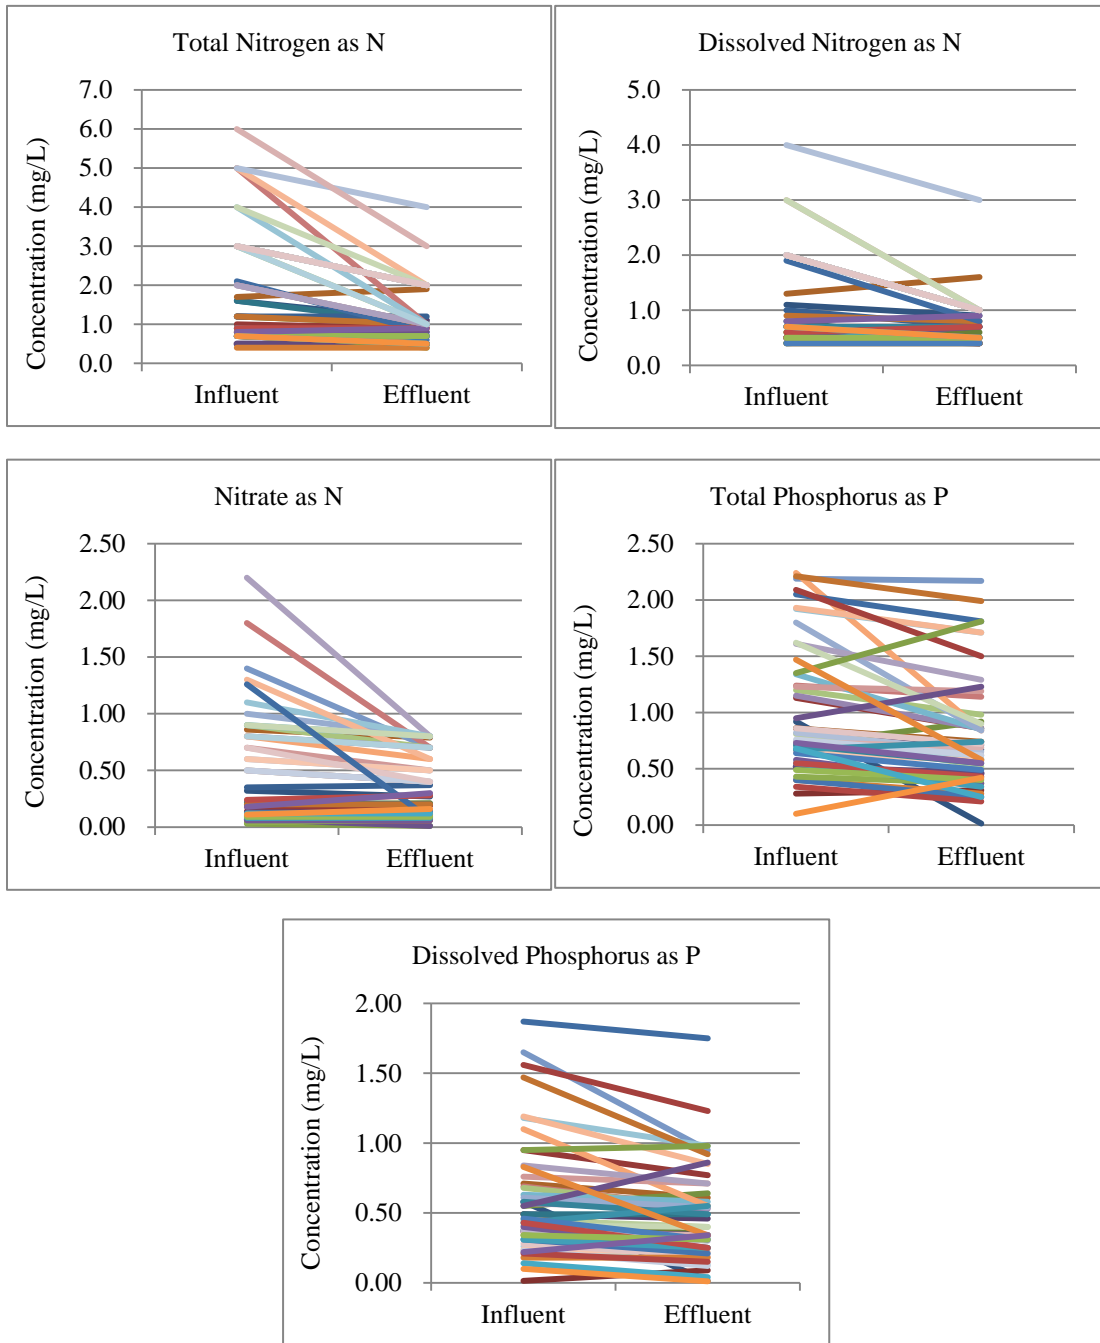 Total Nitrogen as N
Concentration (mg/L)
7.0
6.0
5.0
4.0
3.0
2.0
1.0
0.0
Influent Effluent
Dissolved Nitrogen as N
Concentration (mg/L)
5.0
4.0
3.0
2.0
1.0
0.0
Influent Effluent
Nitrate as N
Concentration (mg/L)
2.50
2.00
1.50
1.00
0.50
0.00
Influent Effluent
Total Phosphorus as P
Concentration (mg/L)
2.50
2.00
1.50
1.00
0.50
0.00
Influent Effluent
Dissolved Phosphorus as P
Concentration (mg/L)
2.00
1.50
1.00
0.50
0.00
Influent Effluent